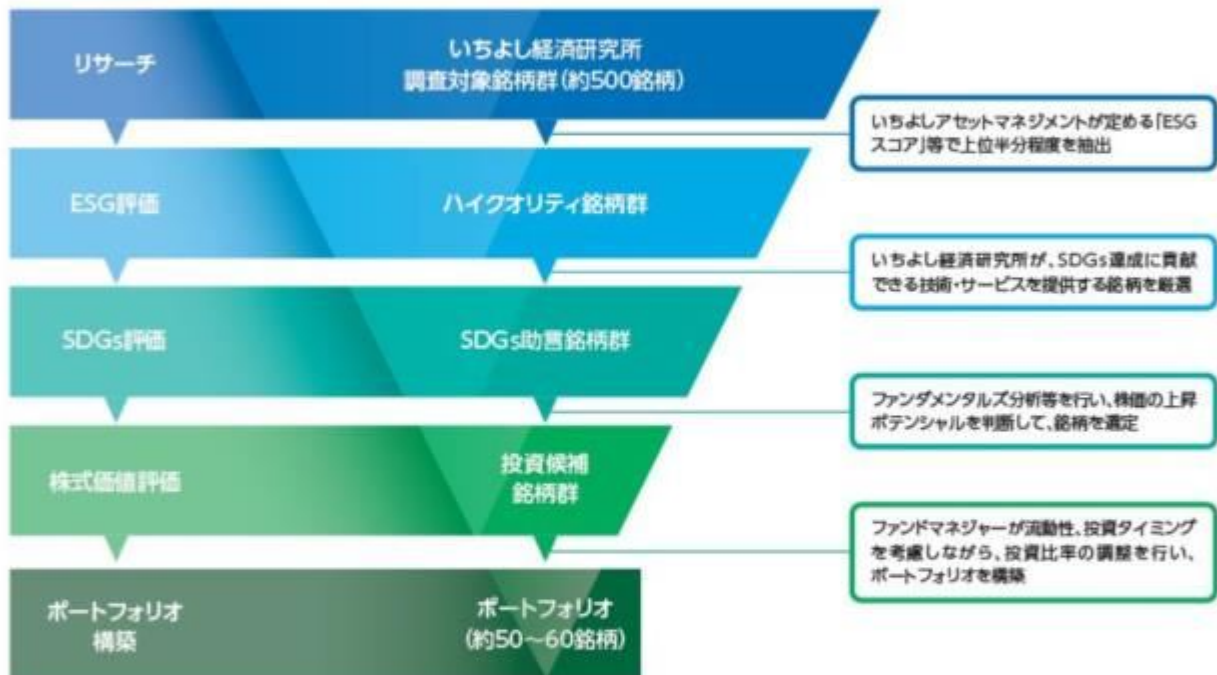 リサーチ
いちよし経済研究所
調査対象銘柄群(約500銘柄)
いちよしアセットマネジメントが定める「ESG
スコア」等で上位半分程度を抽出
ESG評価
ハイクオリティ銘柄群
いちよし経済研究所が、SDGs達成に貢献
できる技術・サービスを提供する銘柄を厳選
SDGs評価
SDGs助言銘柄群
ファンダメンタルズ分析等を行い、株価の上昇
ポテンシャルを判断して、銘柄を選定
株式価値評価
投資候補
銘柄群
ファンドマネジャーが流動性、投資タイミング
を考慮しながら、投資比率の調整を行い、
ポートフォリオを構築
ポートフォリオ
構築
ポートフォリオ
(約50〜60銘柄)